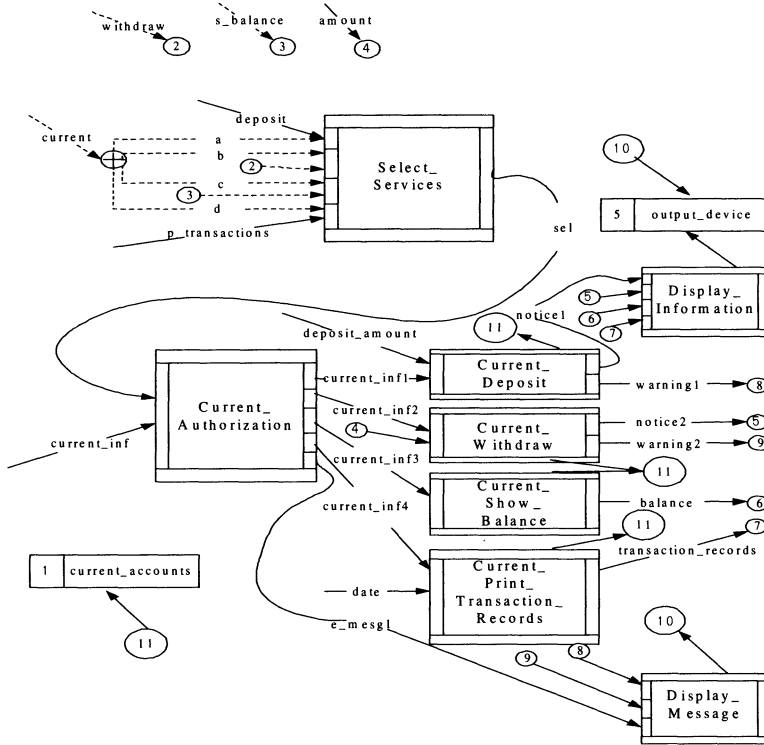 withdraw
s_balance
amount
2
3
4
deposit
current
a
b
2
c
3
d
p_transactions
Select_
Services
10
5 output_device
sel
Display_
Information
5
6
7
notice1
11
deposit_amount
current_inf1
Current_
Deposit
warning1
8
Current_
Authorization
current_inf
current_inf2
4
Current_
Withdraw
notice2
5
warning2
9
current_inf3
11
current_inf4
Current_
Show_
Balance
balance
6
11
7
transaction_records
1 current_accounts
11
date
Current_
Print_
Transaction_
Records
e_mesg1
9
8
10
Display_
Message